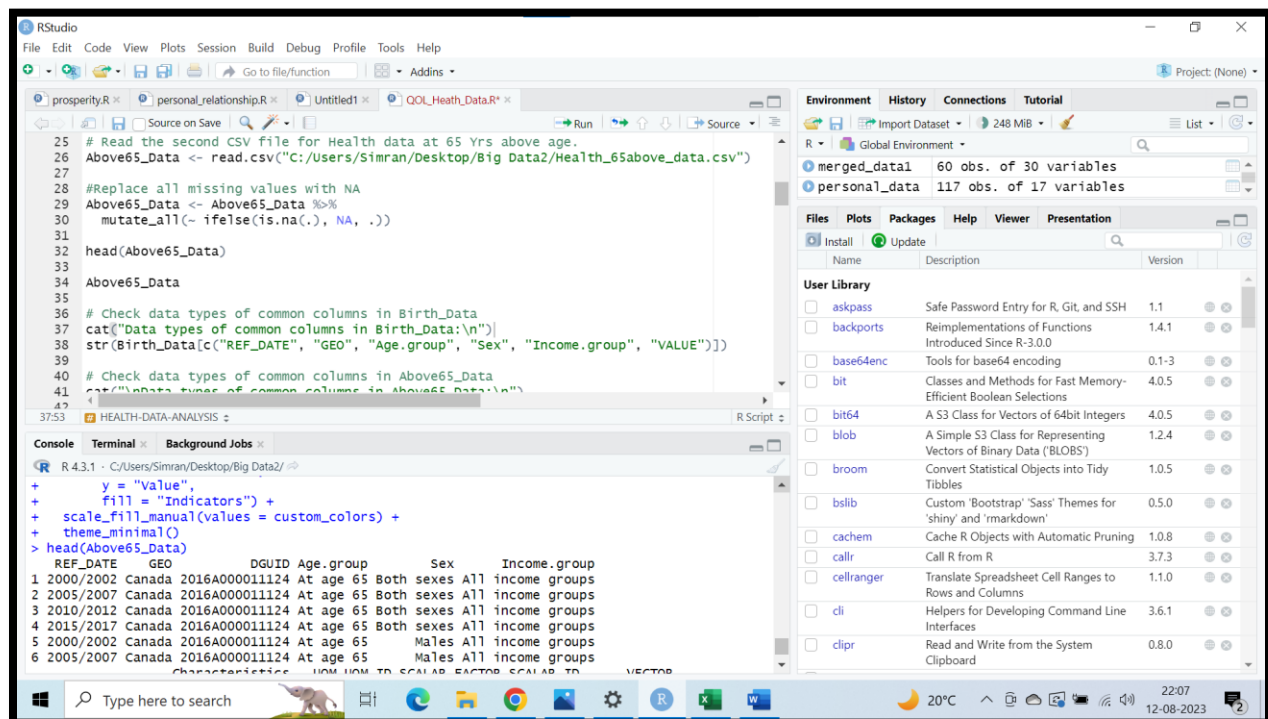 RStudio
File Edit Code View Plots Session Build Debug Profile Tools Help
Go to file/function Addins Project: (None)
prosperity.R personal_relationship.R Untitled1 QOL_Heath_Data.R*
Source on Save Run Source
25 # Read the second CSV file for Health data at 65 Yrs above age.
26 Above65_Data <- read.csv("C:/Users/Simran/Desktop/Big Data2/Health_65above_data.csv")
27
28 #Replace all missing values with NA
29 Above65_Data <- Above65_Data %>%
30 mutate_all(~ ifelse(is.na(.), NA, .))
31
32 head(Above65_Data)
33
34 Above65_Data
35
36 # Check data types of common columns in Birth_Data
37 cat("Data types of common columns in Birth_Data:\n")
38 str(Birth_Data[c("REF_DATE", "GEO", "Age.group", "Sex", "Income.group", "VALUE")])
39
40 # Check data types of common columns in Above65_Data
41 cat("\nData types of common columns in Above65_Data:\n")
42
37:53 HEALTH-DATA-ANALYSIS R Script
Console Terminal Background Jobs
R 4.3.1 · C:/Users/Simran/Desktop/Big Data2/
+ y = "Value",
+ fill = "Indicators") +
+ scale_fill_manual(values = custom_colors) +
+ theme_minimal()
> head(Above65_Data)
REF_DATE GEO DGUID Age.group Sex Income.group
1 2000/2002 Canada 2016A000011124 At age 65 Both sexes All income groups
2 2005/2007 Canada 2016A000011124 At age 65 Both sexes All income groups
3 2010/2012 Canada 2016A000011124 At age 65 Both sexes All income groups
4 2015/2017 Canada 2016A000011124 At age 65 Both sexes All income groups
5 2000/2002 Canada 2016A000011124 At age 65 Males All income groups
6 2005/2007 Canada 2016A000011124 At age 65 Males All income groups
Characteristics UOM UOM_ID SCALAR_FACTOR SCALAR_ID VECTOR
Environment History Connections Tutorial
Import Dataset 248 MiB List
R Global Environment
merged_data1 60 obs. of 30 variables
personal_data 117 obs. of 17 variables
Files Plots Packages Help Viewer Presentation
Install Update
Name Description Version
User Library
askpass Safe Password Entry for R, Git, and SSH 1.1
backports Reimplementations of Functions 1.4.1
Introduced Since R-3.0.0
base64enc Tools for base64 encoding 0.1-3
bit Classes and Methods for Fast Memory- 4.0.5
Efficient Boolean Selections
bit64 A S3 Class for Vectors of 64bit Integers 4.0.5
blob A Simple S3 Class for Representing 1.2.4
Vectors of Binary Data ('BLOBS')
broom Convert Statistical Objects into Tidy 1.0.5
Tibbles
bslib Custom 'Bootstrap' 'Sass' Themes for 0.5.0
'shiny' and 'rmarkdown'
cachem Cache R Objects with Automatic Pruning 1.0.8
callr Call R from R 3.7.3
cellranger Translate Spreadsheet Cell Ranges to 1.1.0
Rows and Columns
cli Helpers for Developing Command Line 3.6.1
Interfaces
clipr Read and Write from the System 0.8.0
Clipboard
Type here to search
20°C
22:07
12-08-2023
2